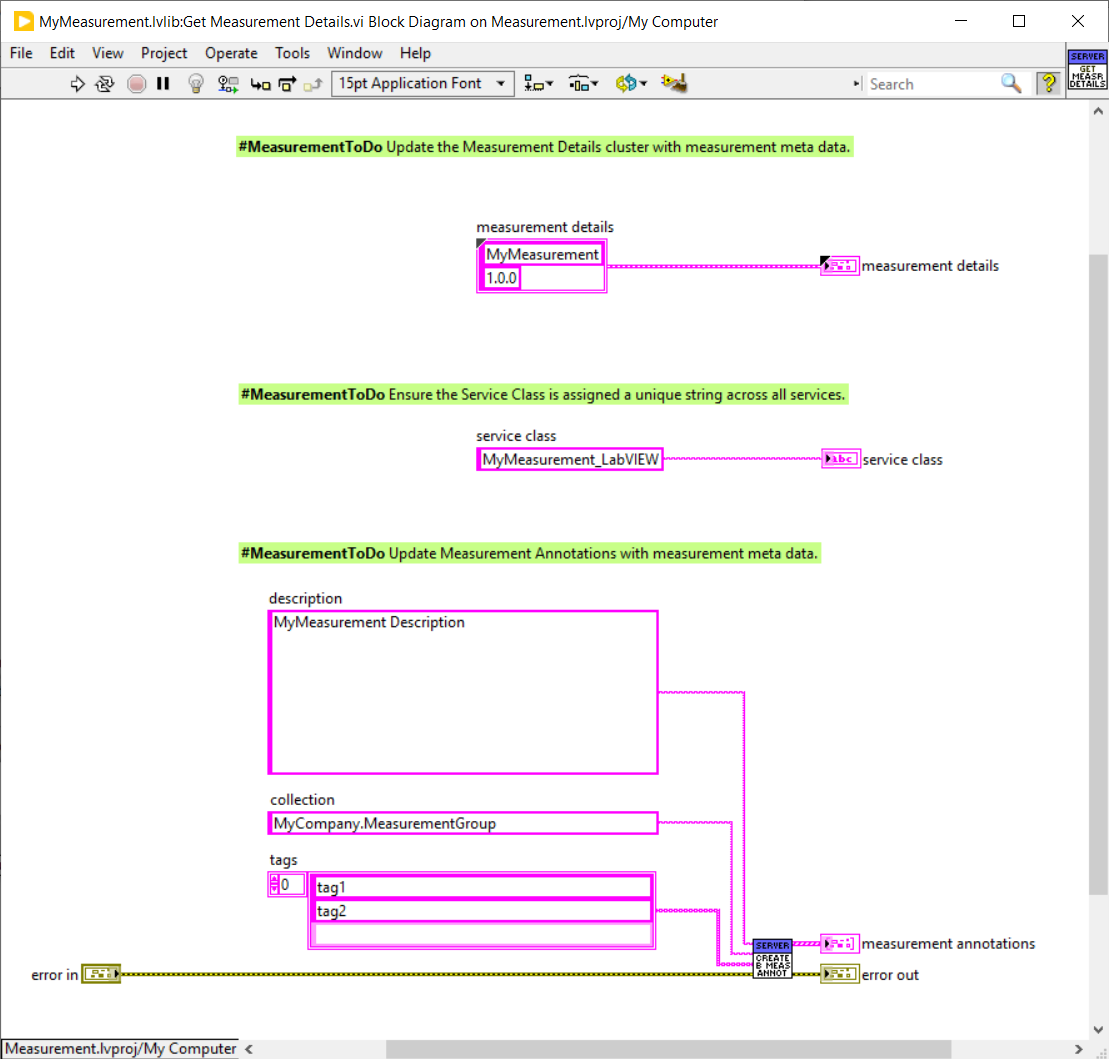 MyMeasurement.lvlib:Get Measurement Details.vi Block Diagram on Measurement.lvproj/My Computer
File Edit View Project Operate Tools Window Help
15pt Application Font
Search
?
SERVER
GET
MEASR
DETAILS
#MeasurementToDo Update the Measurement Details cluster with measurement meta data.
measurement details
MyMeasurement
1.0.0
measurement details
#MeasurementToDo Ensure the Service Class is assigned a unique string across all services.
service class
MyMeasurement_LabVIEW
abc
service class
#MeasurementToDo Update Measurement Annotations with measurement meta data.
description
MyMeasurement Description
collection
MyCompany.MeasurementGroup
tags
0
tag1
tag2
SERVER
CREATE
B MEAS
ANNOT
measurement annotations
error in
error out
Measurement.lvproj/My Computer